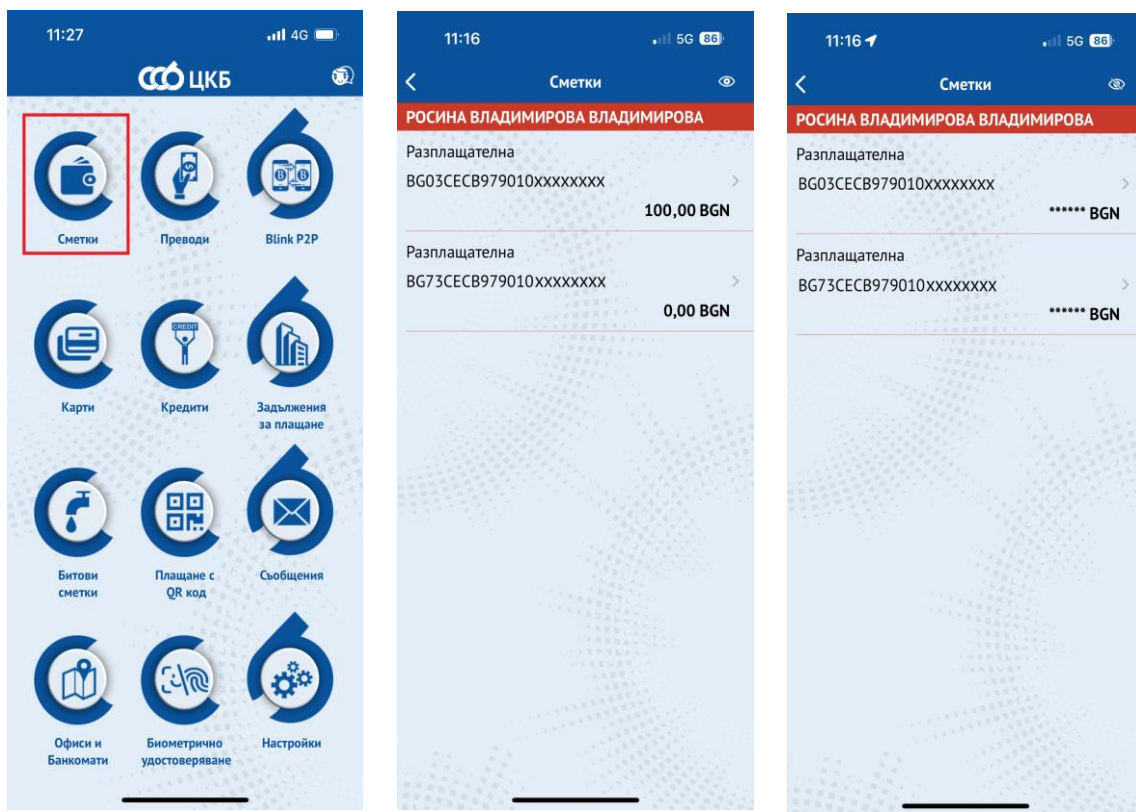 11:27
4G
ЦКБ
Сметки
Преводи
Blink P2P
CREDIT
Карти
Кредити
Задължения
за плащане
Битови
сметки
Плащане с
QR код
Съобщения
Офиси и
Банкомати
Биометрично
удостоверяване
Настройки
11:16
5G 86
Сметки
РОСИНА ВЛАДИМИРОВА ВЛАДИМИРОВА
Разплащателна
BG03CECB979010xxxxxxxx
100,00 BGN
Разплащателна
BG73CECB979010xxxxxxxx
0,00 BGN
11:16
5G 86
Сметки
РОСИНА ВЛАДИМИРОВА ВЛАДИМИРОВА
Разплащателна
BG03CECB979010xxxxxxxx
****** BGN
Разплащателна
BG73CECB979010xxxxxxxx
****** BGN